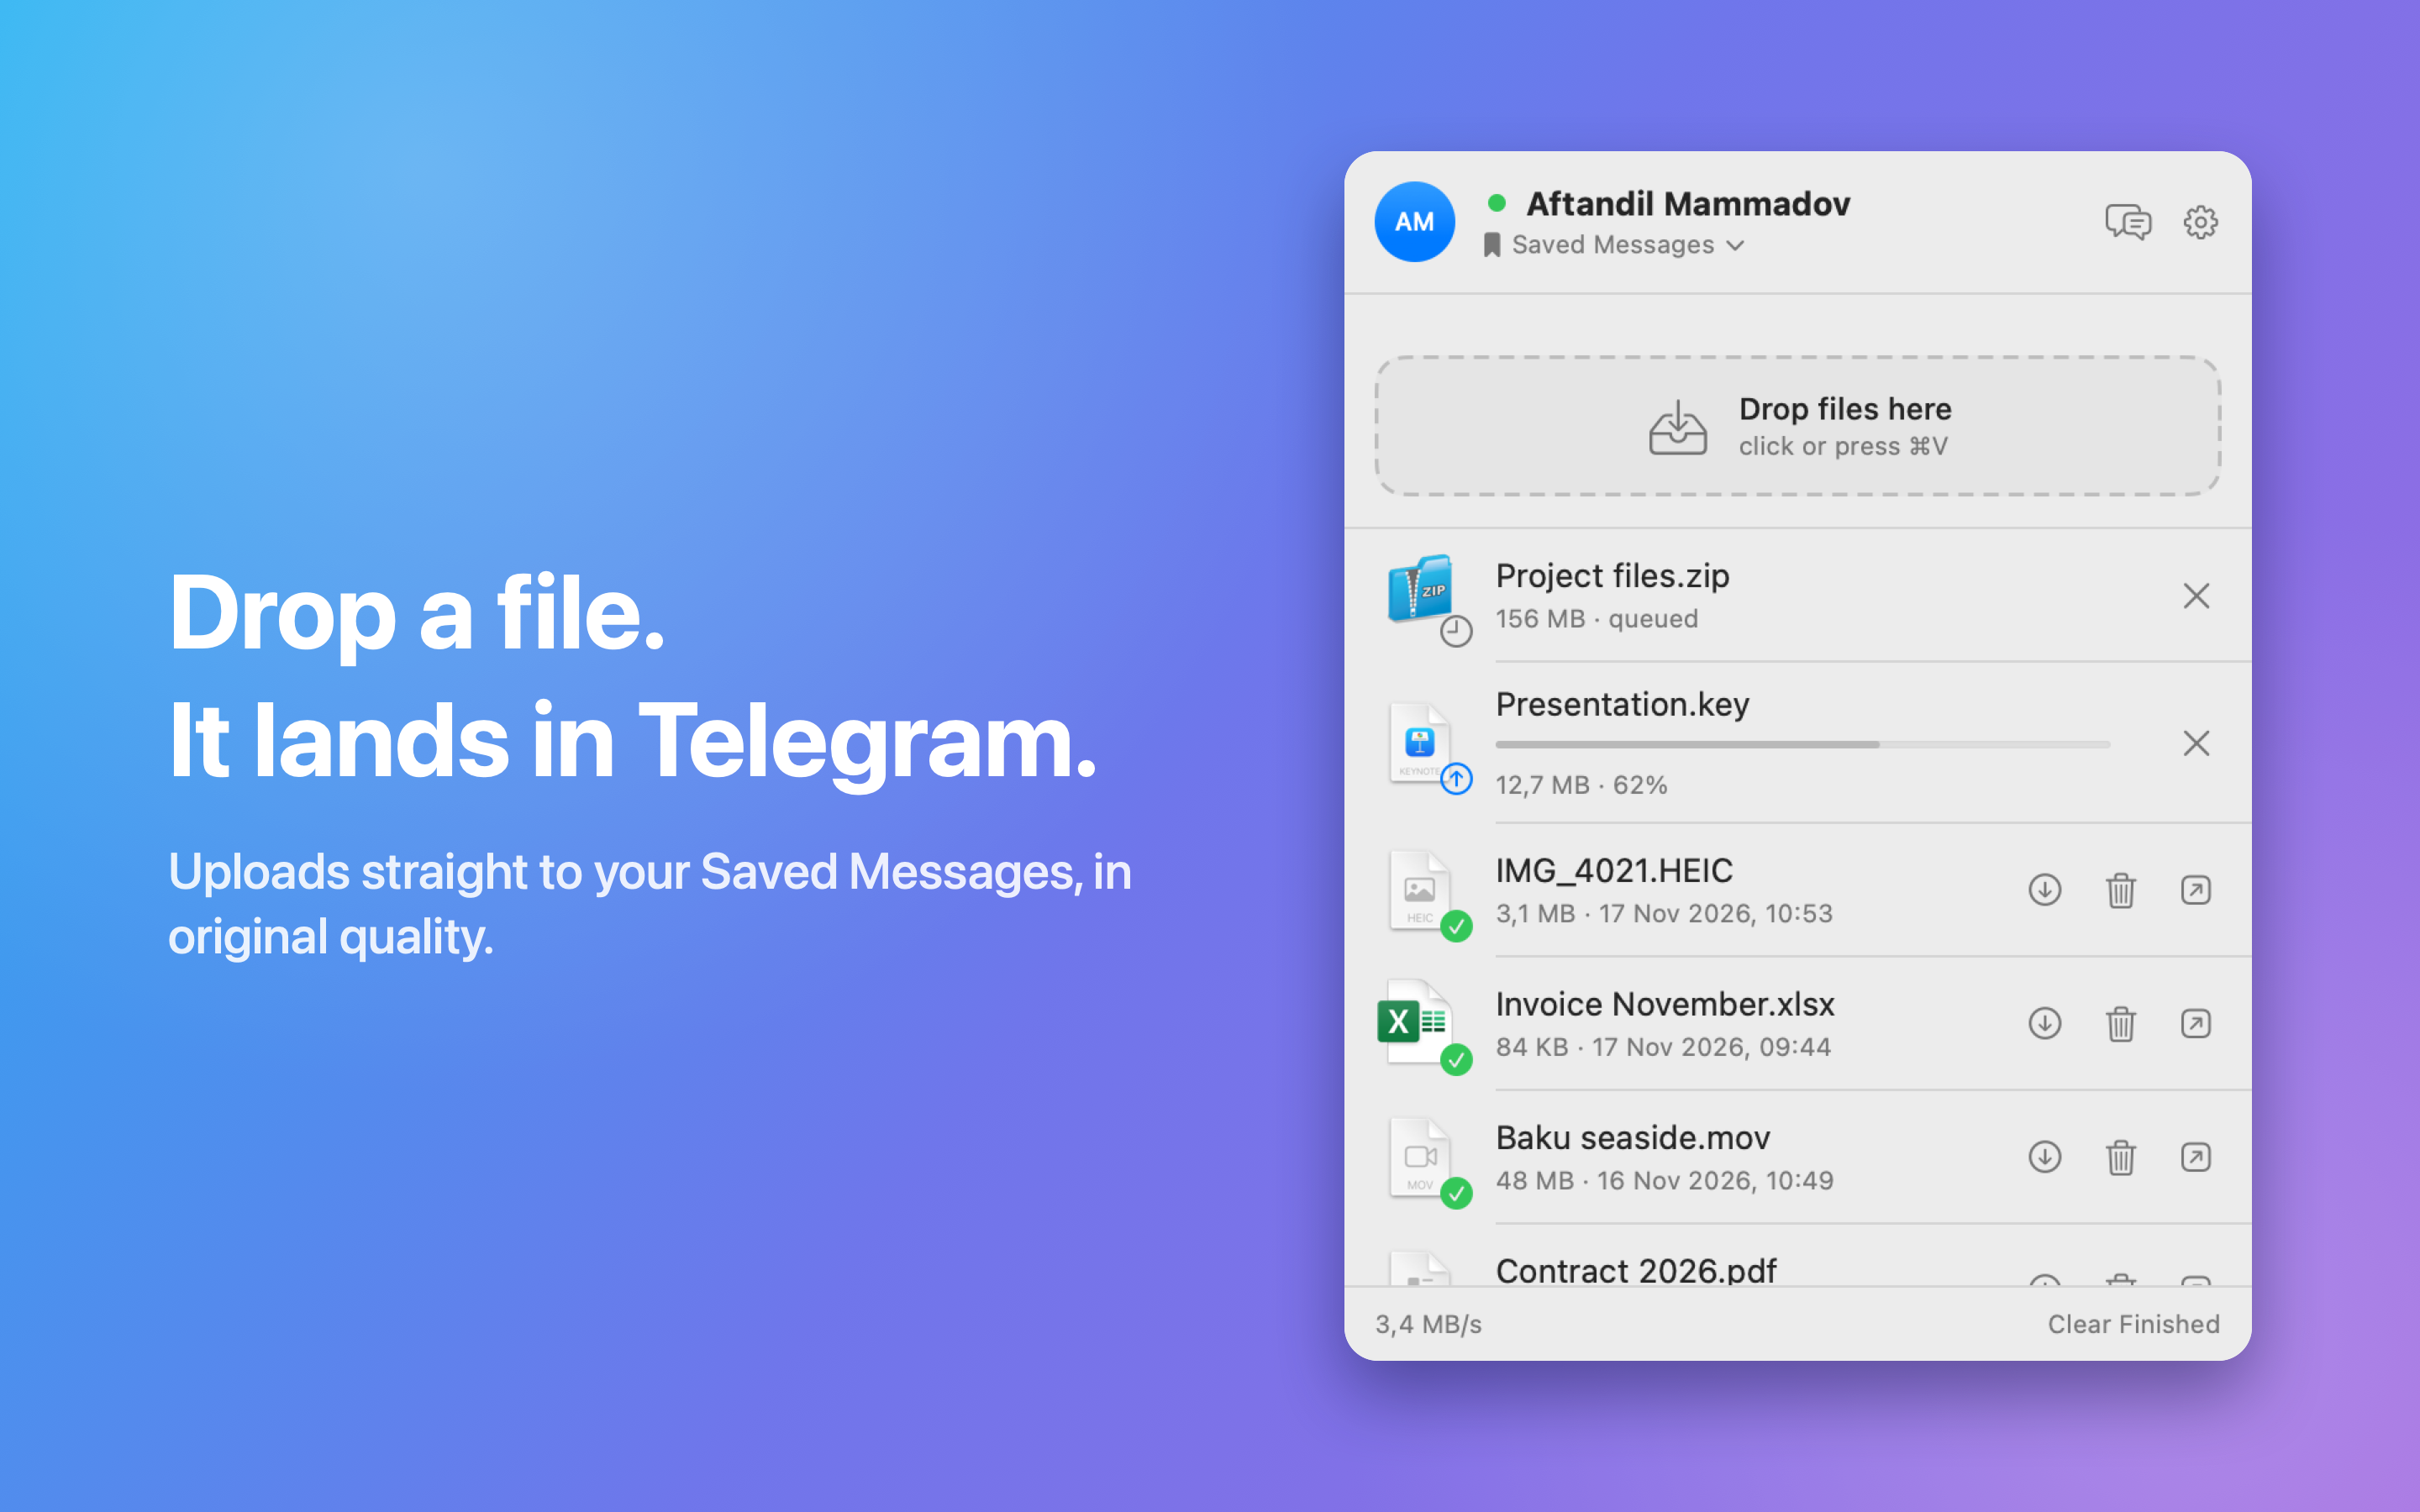 Drop a file.
It lands in Telegram.
Uploads straight to your Saved Messages, in
original quality.
AM
Aftandil Mammadov
Saved Messages
Drop files here
click or press ⌘V
ZIP
Project files.zip
156 MB · queued
Presentation.key
KEYNOTE
12,7 MB · 62%
IMG_4021.HEIC
HEIC
3,1 MB · 17 Nov 2026, 10:53
Invoice November.xlsx
X
84 KB · 17 Nov 2026, 09:44
Baku seaside.mov
MOV
48 MB · 16 Nov 2026, 10:49
Contract 2026.pdf
3,4 MB/s
Clear Finished